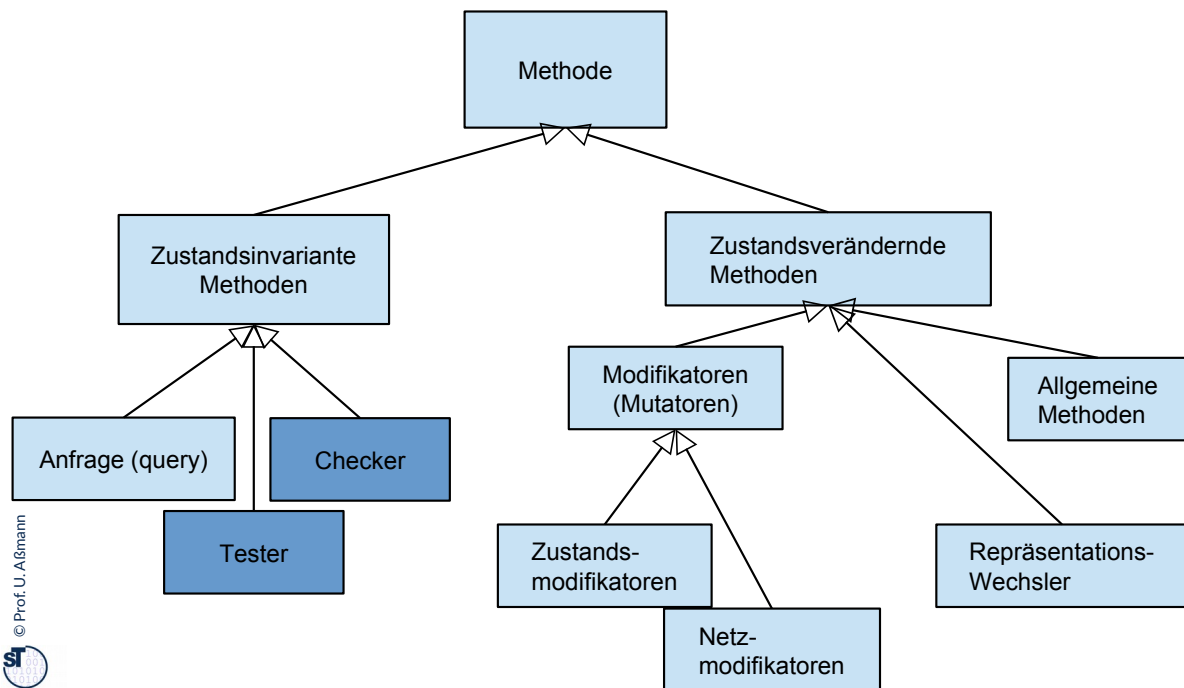 Methode
Zustandsinvariante
Methoden
Zustandsverändernde
Methoden
Modifikatoren
(Mutatoren)
Allgemeine
Methoden
Anfrage (query)
Checker
Tester
Zustands-
modifikatoren
Repräsentations-
Wechsler
Netz-
modifikatoren
© Prof. U. Aßmann
ST